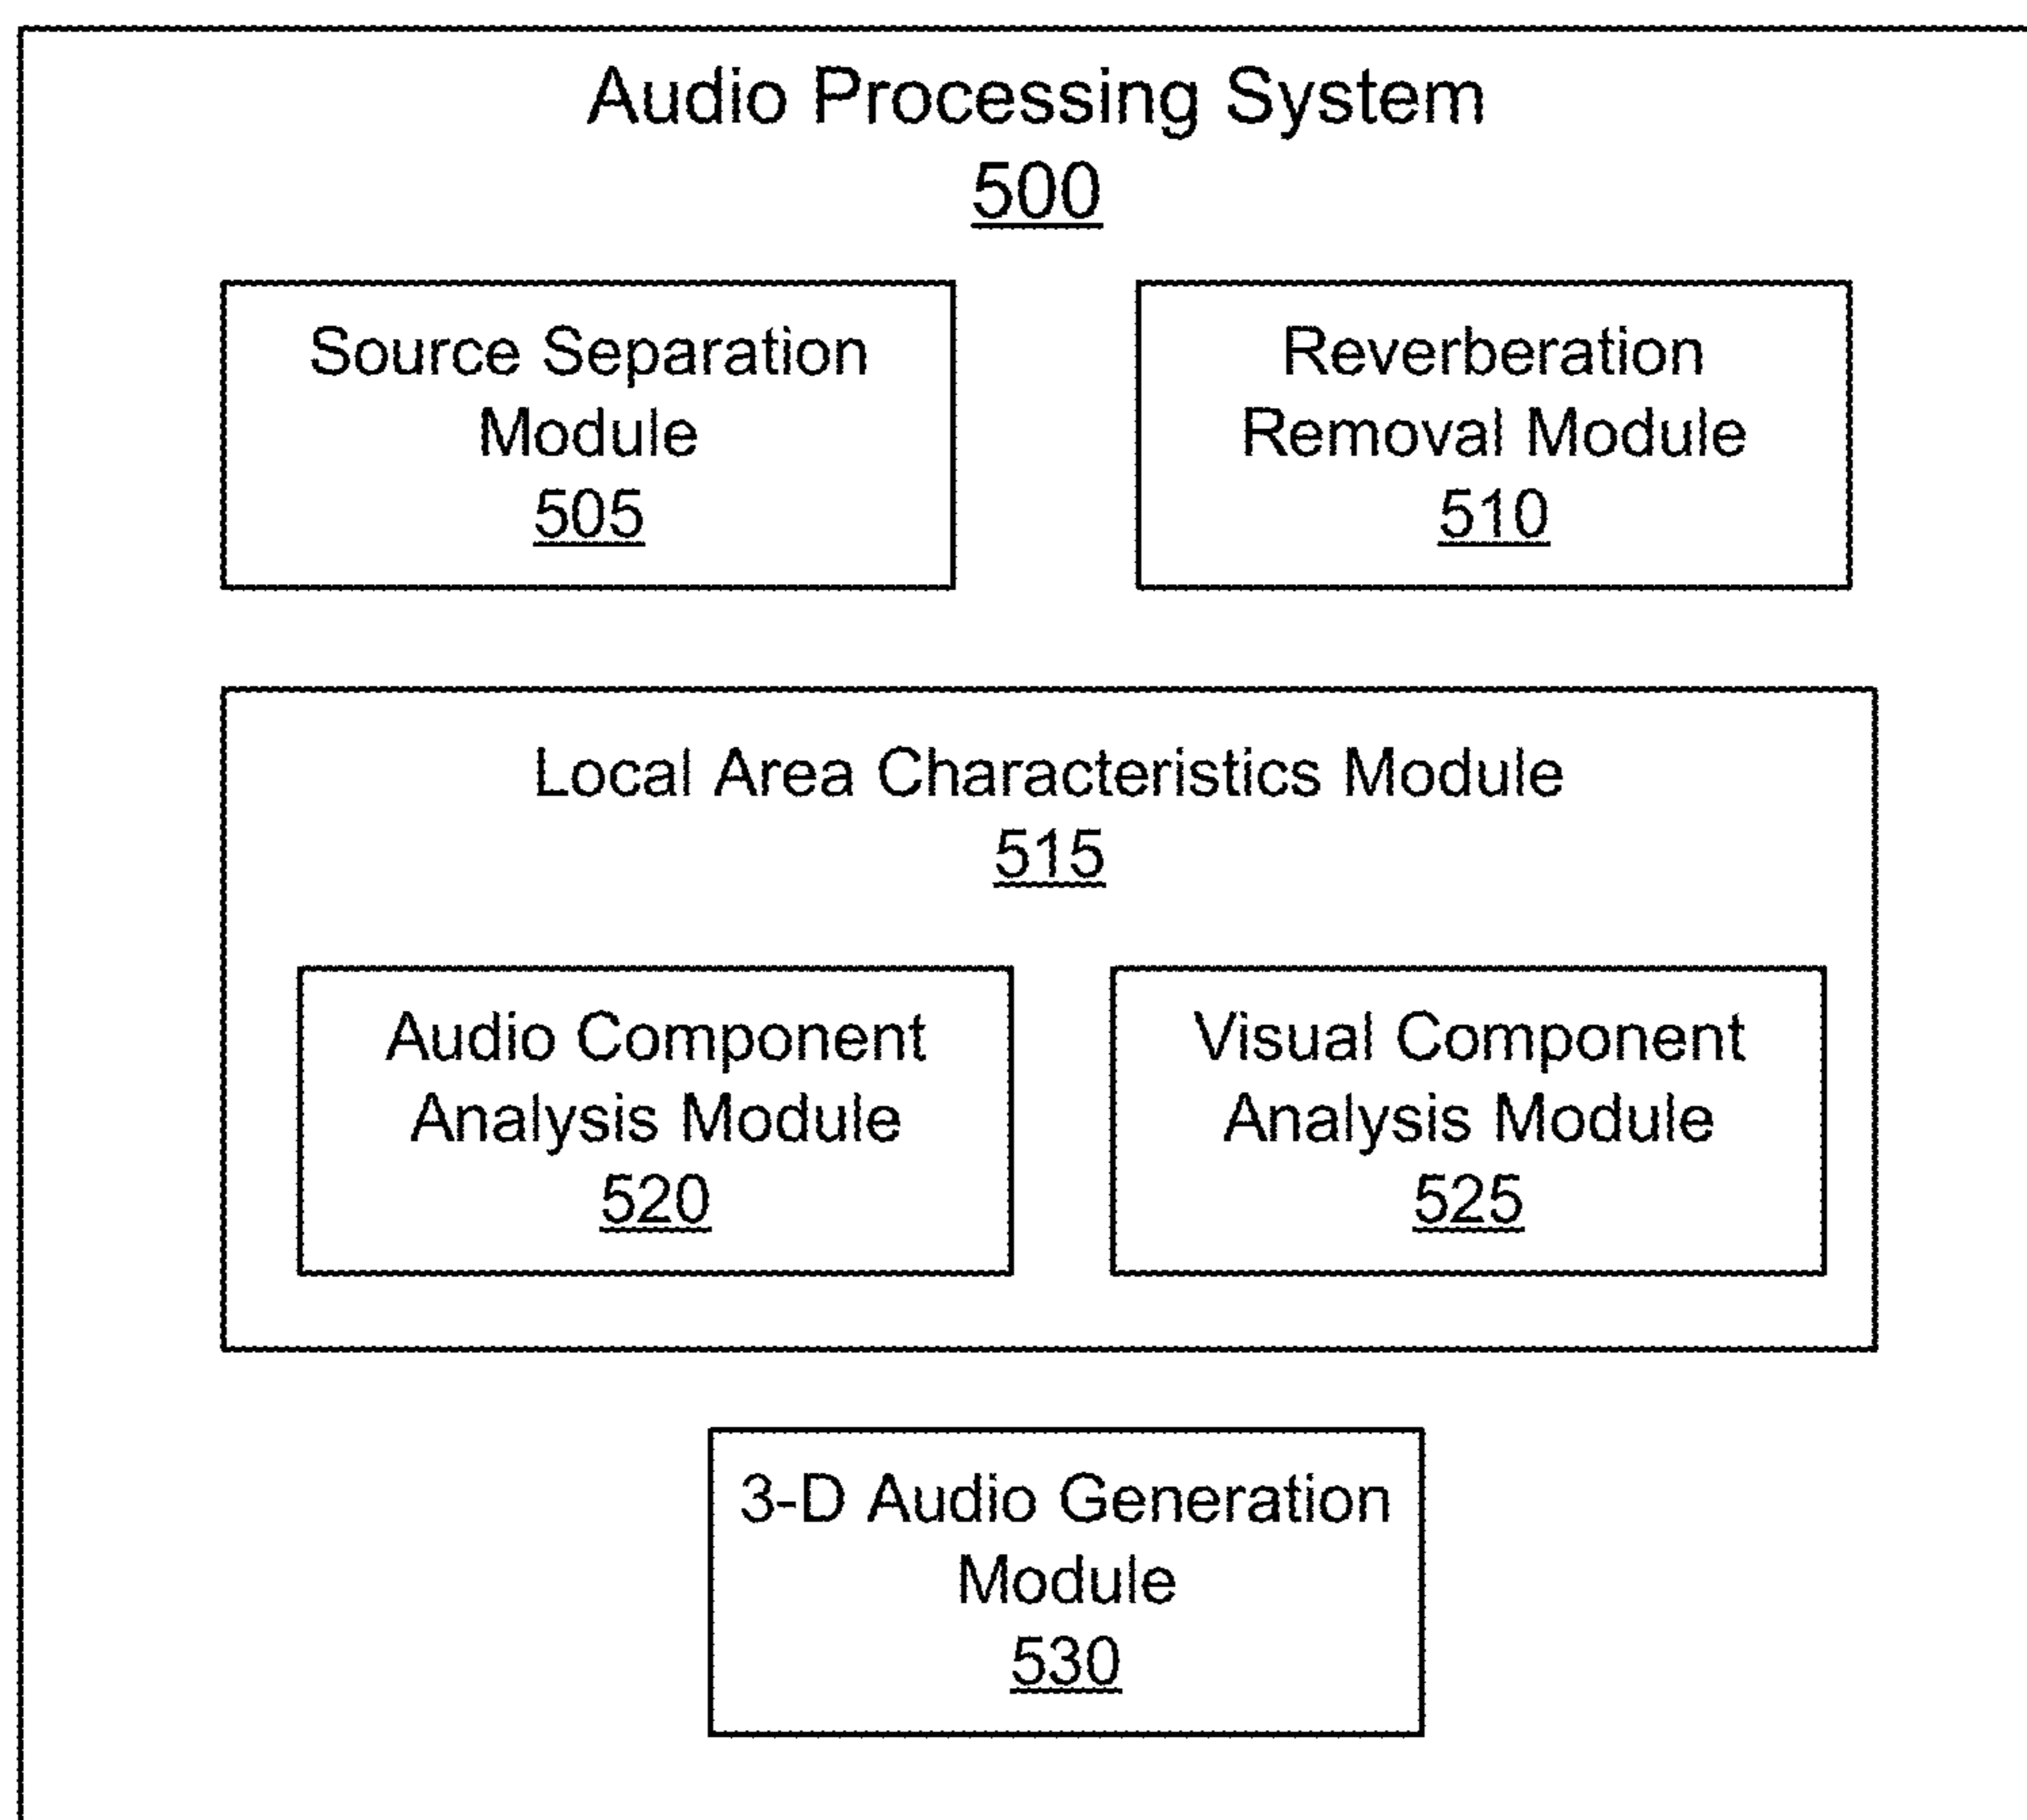 Audio Processing System
500
Source Separation
Module
505
Reverberation
Removal Module
510
Local Area Characteristics Module
515
Audio Component
Analysis Module
520
Visual Component
Analysis Module
525
3-D Audio Generation
Module
530